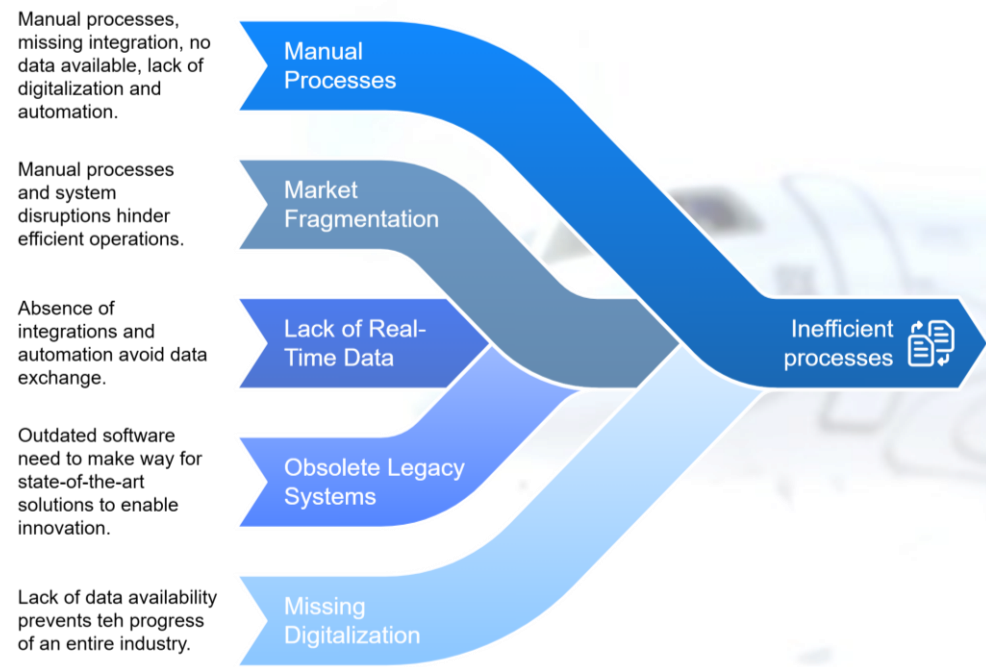 Manual processes,
missing integration, no
data available, lack of
digitalization and
automation.
Manual
Processes
Manual processes
and system
disruptions hinder
efficient operations.
Market
Fragmentation
Absence of
integrations and
automation avoid data
exchange.
Lack of Real-
Time Data
Inefficient
processes
Outdated software
need to make way for
state-of-the-art
solutions to enable
innovation.
Obsolete Legacy
Systems
Lack of data availability
prevents teh progress
of an entire industry.
Missing
Digitalization